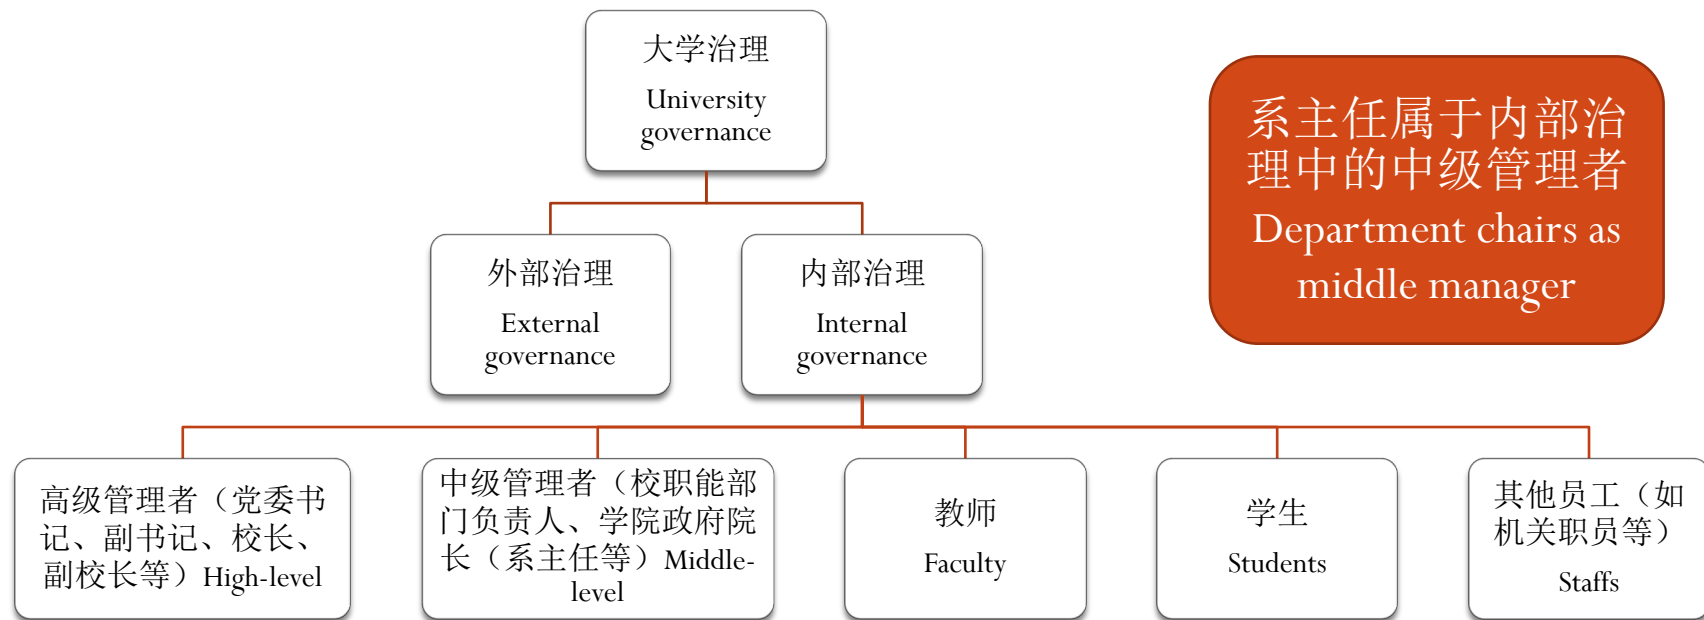 大学治理
University
governance
系主任属于内部治
理中的中级管理者
Department chairs as
middle manager
外部治理
External
governance
内部治理
Internal
governance
高级管理者（党委书
记、副书记、校长、
副校长等）High-level
中级管理者（校职能部
门负责人、学院政府院
长（系主任等）Middle-
level
教师
Faculty
学生
Students
其他员工（如
机关职员等）
Staffs